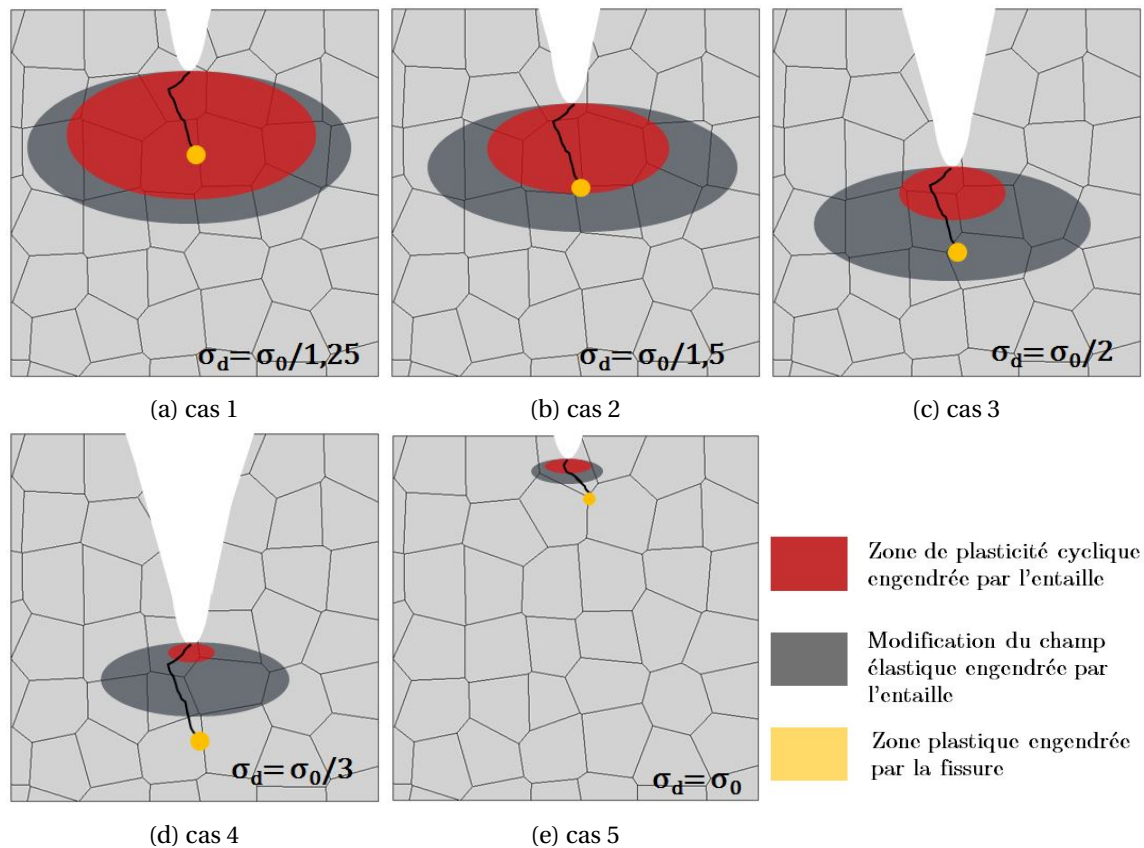 σd= σ0/1,25
σd= σ0/1,5
σd= σ0/2
(a) cas 1
(b) cas 2
(c) cas 3
σd= σ0/3
σd= σ0
Zone de plasticité cyclique
engendrée par l'entaille
Modification du champ
élastique engendrée par
l'entaille
Zone plastique engendrée
par la fissure
(d) cas 4
(e) cas 5